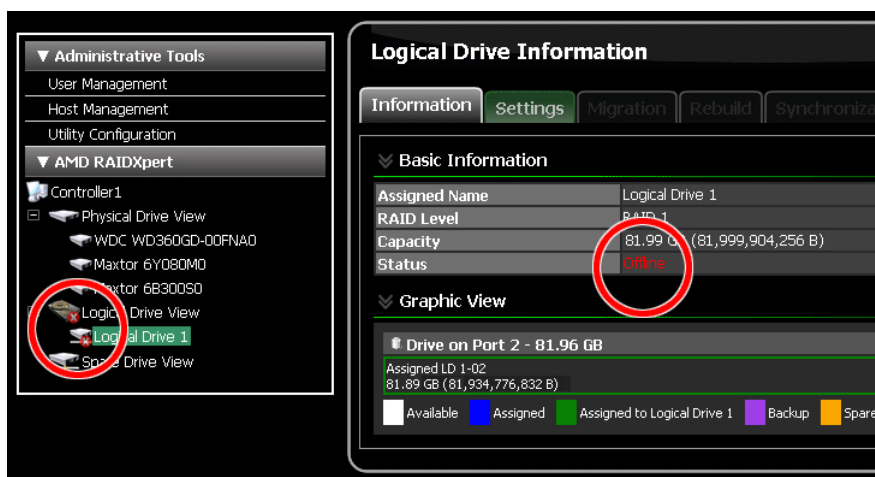 Administrative Tools
User Management
Host Management
Utility Configuration
AMD RAIDXpert
Controller1
Physical Drive View
WDC WD360GD-00FNA0
Maxtor 6Y080M0
Maxtor 6B300S0
Logical Drive View
Logical Drive 1
Spare Drive View
Logical Drive Information
Information Settings Migration Rebuild Synchroniza
Basic Information
Assigned Name Logical Drive 1
RAID Level RAID 1
Capacity 81.99 GB (81,999,904,256 B)
Status Offline
Graphic View
Drive on Port 2 - 81.96 GB
Assigned LD 1-02
81.89 GB (81,934,776,832 B)
Available Assigned Assigned to Logical Drive 1 Backup Spare